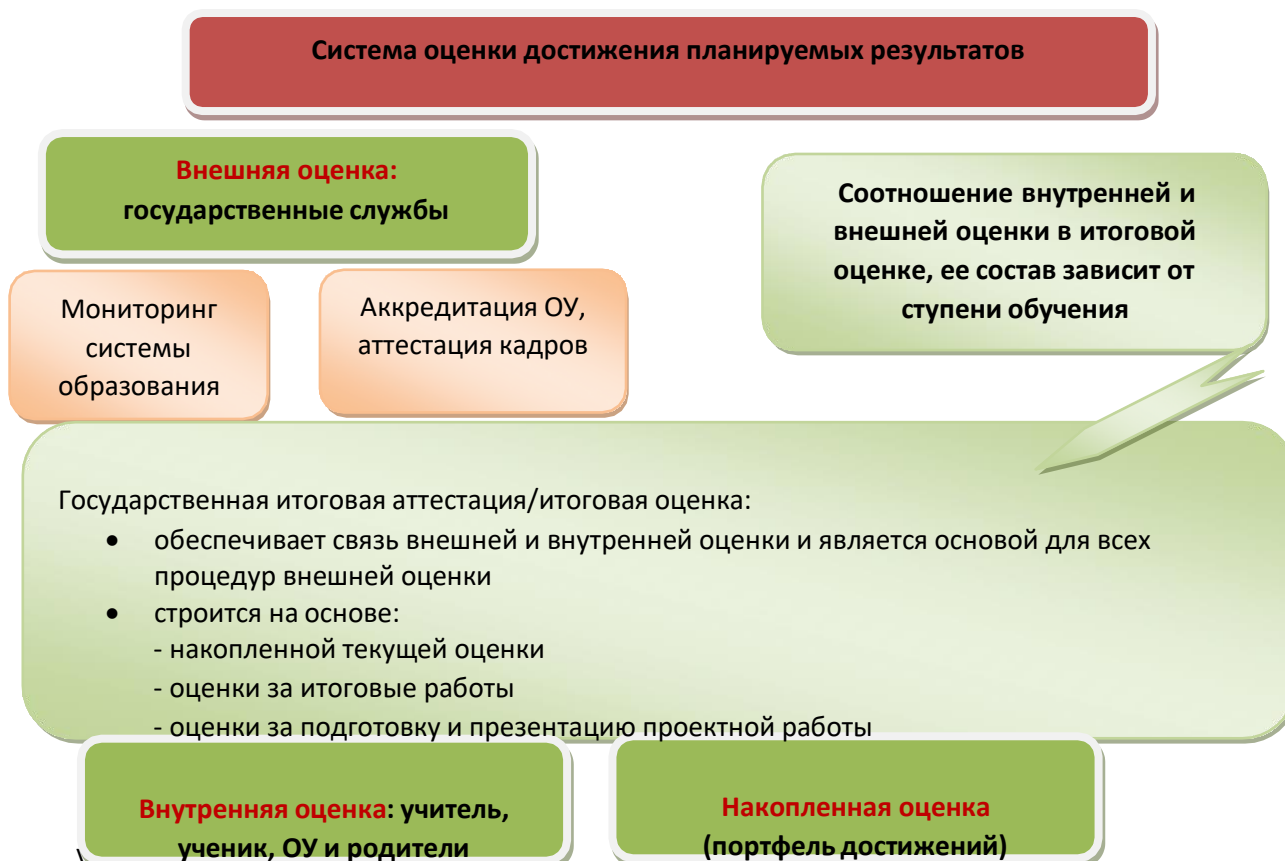 Система оценки достижения планируемых результатов
Внешняя оценка:
государственные службы
Соотношение внутренней и
внешней оценки в итоговой
оценке, ее состав зависит от
ступени обучения
Мониторинг
системы
образования
Аккредитация ОУ,
аттестация кадров
Государственная итоговая аттестация/итоговая оценка:
• обеспечивает связь внешней и внутренней оценки и является основой для всех
процедур внешней оценки
• строится на основе:
- накопленной текущей оценки
- оценки за итоговые работы
- оценки за подготовку и презентацию проектной работы
Внутренняя оценка: учитель,
ученик, ОУ и родители
Накопленная оценка
(портфель достижений)